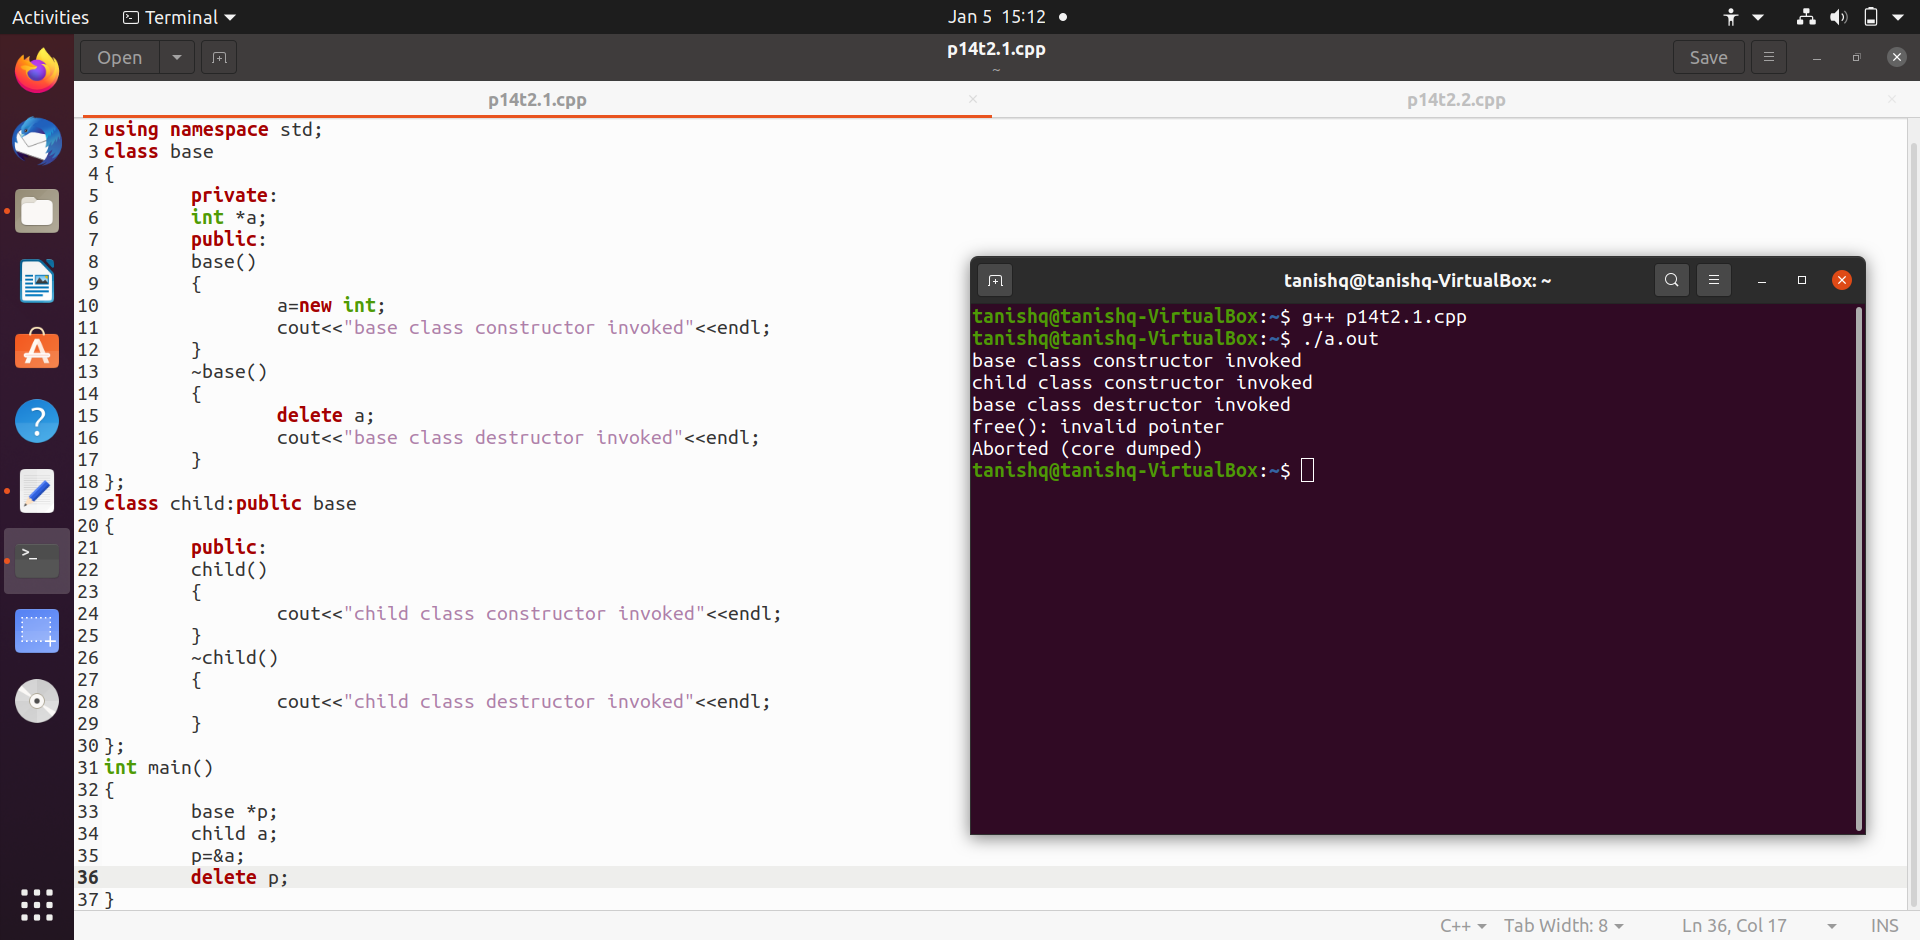 Activities Terminal Jan 5 15:12
Open p14t2.1.cpp Save
~
p14t2.1.cpp p14t2.2.cpp
2 using namespace std;
3 class base
4 {
5 private:
6 int *a;
7 public:
8 base()
9 {
10 a=new int;
11 cout<<"base class constructor invoked"<<endl;
12 }
13 ~base()
14 {
15 delete a;
16 cout<<"base class destructor invoked"<<endl;
17 }
18 };
19 class child:public base
20 {
21 public:
22 child()
23 {
24 cout<<"child class constructor invoked"<<endl;
25 }
26 ~child()
27 {
28 cout<<"child class destructor invoked"<<endl;
29 }
30 };
31 int main()
32 {
33 base *p;
34 child a;
35 p=&a;
36 delete p;
37 }
tanishq@tanishq-VirtualBox: ~
tanishq@tanishq-VirtualBox:~$ g++ p14t2.1.cpp
tanishq@tanishq-VirtualBox:~$ ./a.out
base class constructor invoked
child class constructor invoked
base class destructor invoked
free(): invalid pointer
Aborted (core dumped)
tanishq@tanishq-VirtualBox:~$
C++ Tab Width: 8 Ln 36, Col 17 INS